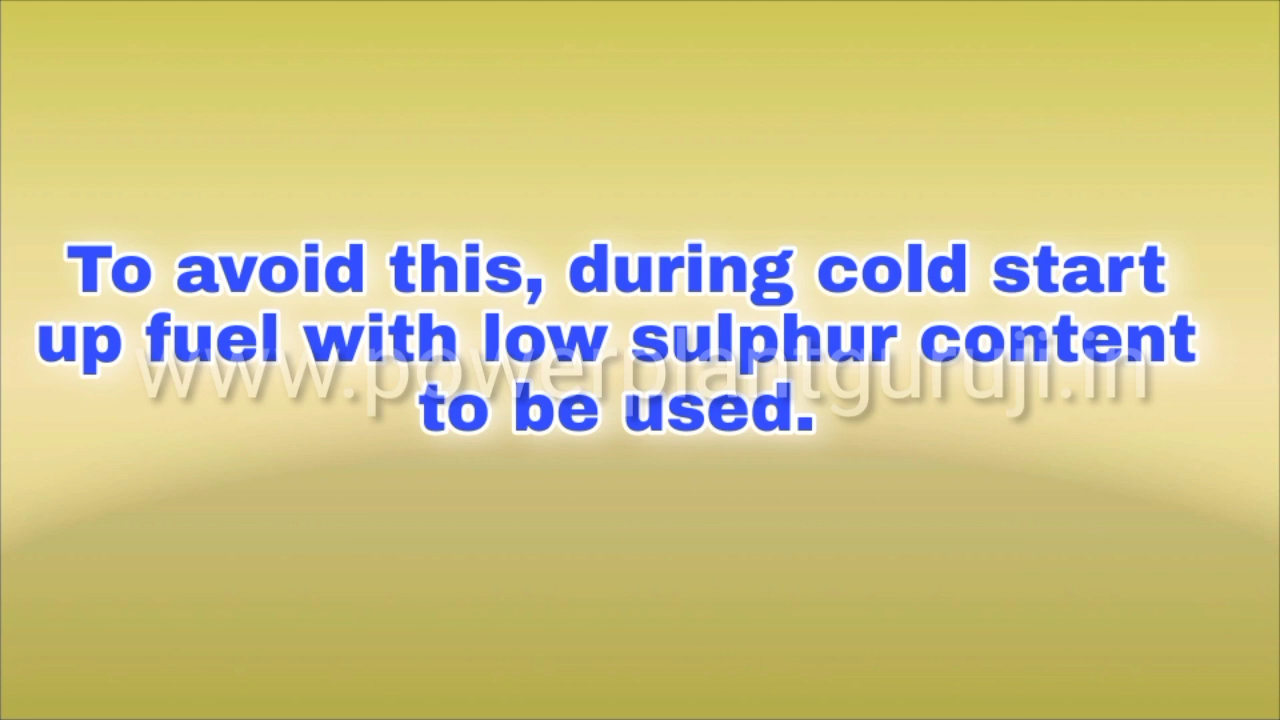 To avoid this, during cold start
up fuel with low sulphur content
www.powerplantguruji.in
to be used.